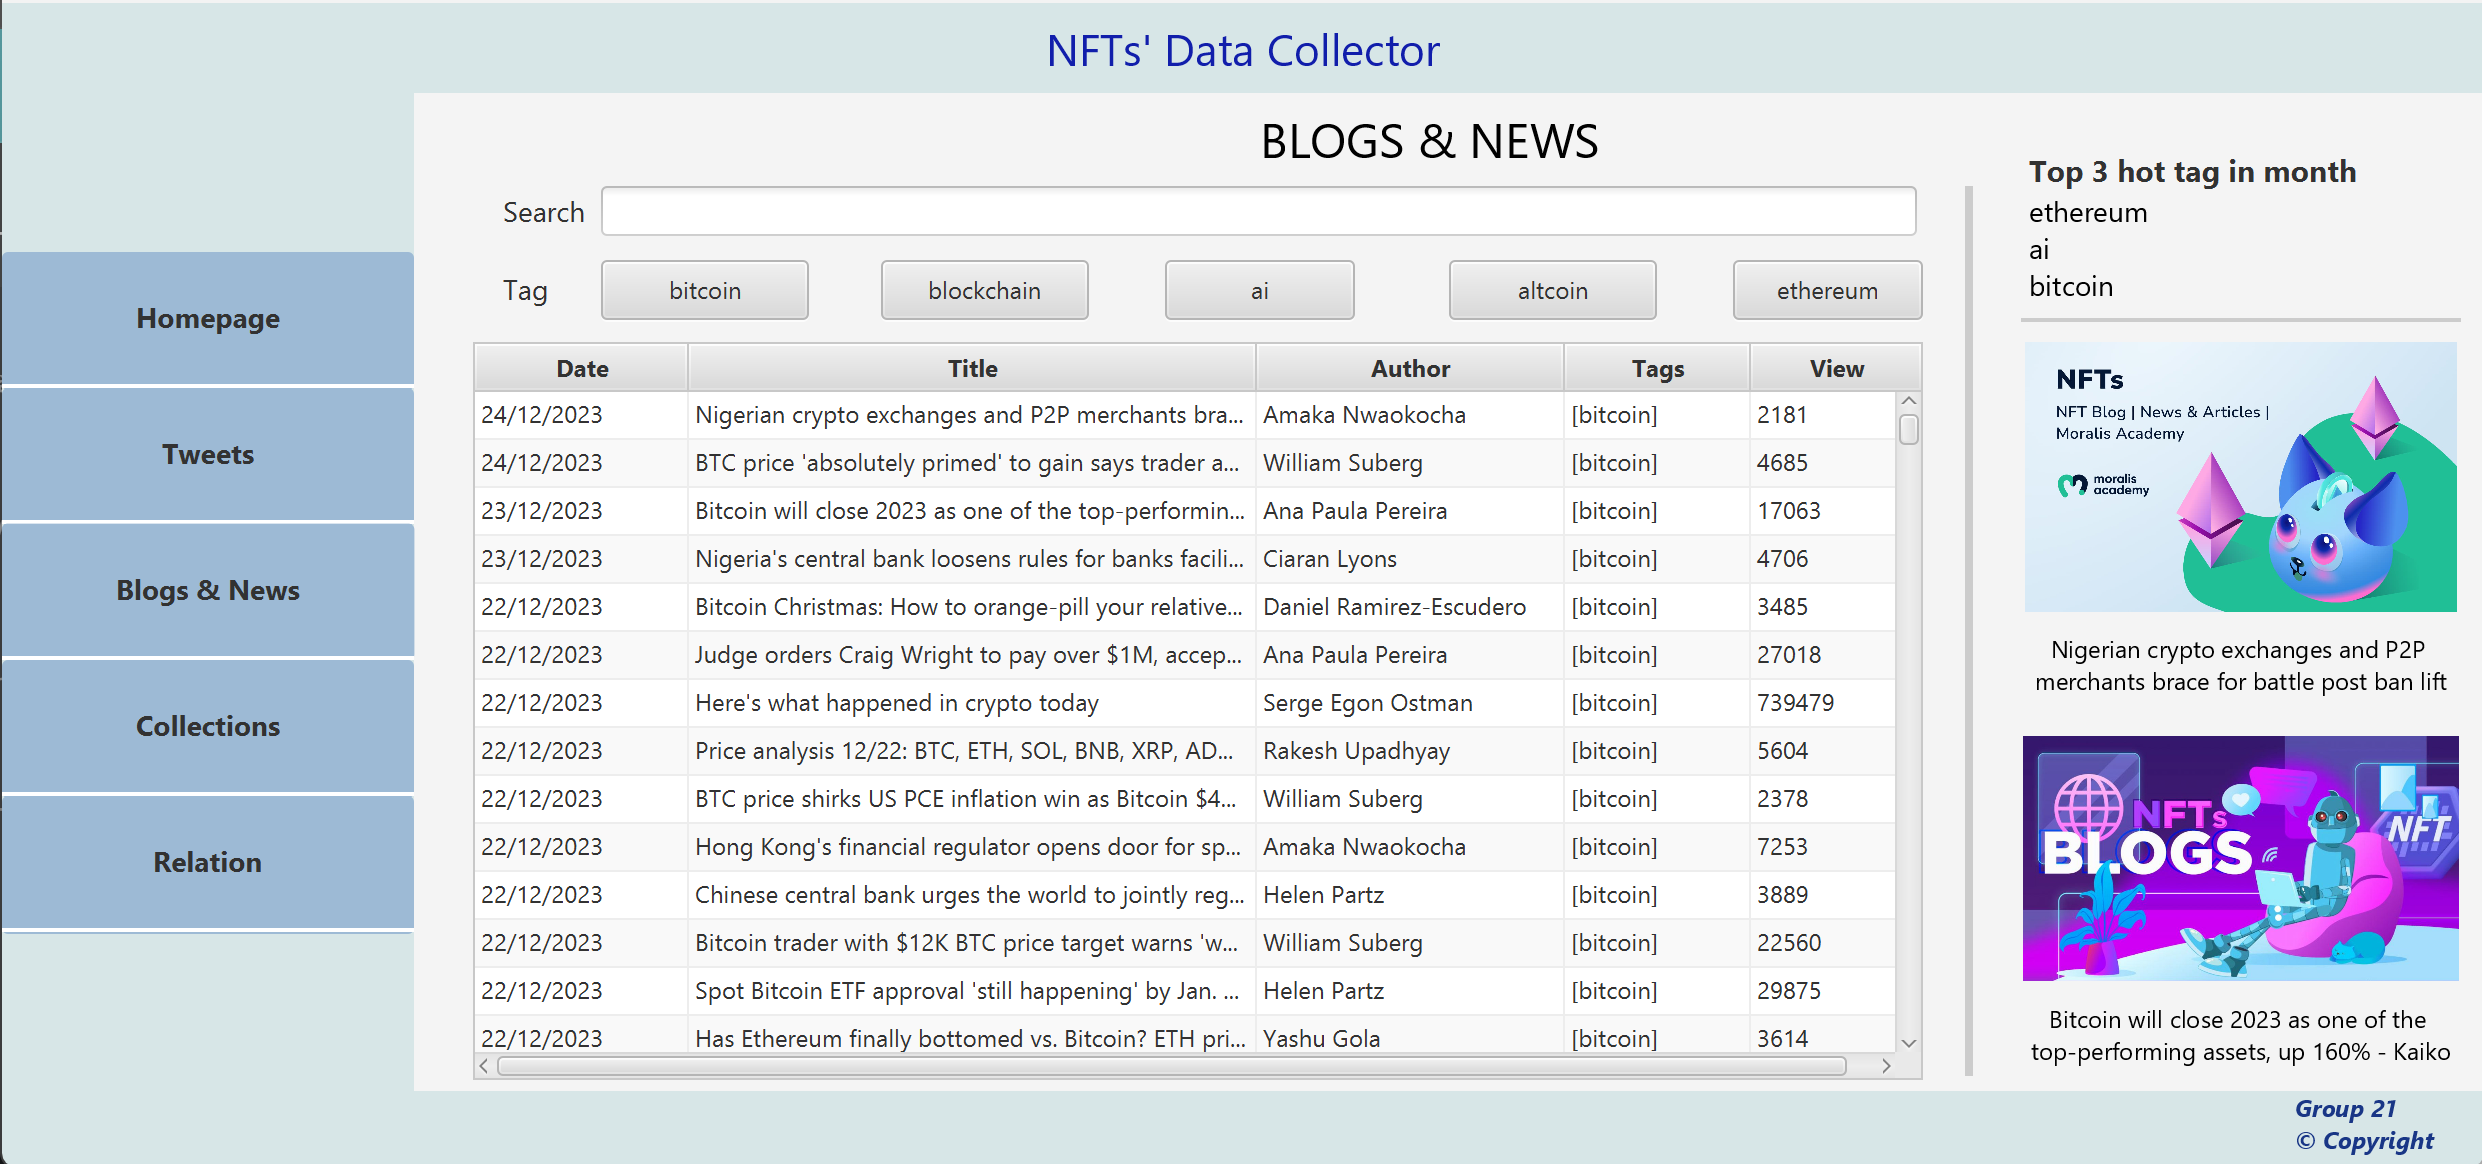 NFTs' Data Collector
BLOGS & NEWS
Search
Tag
bitcoin
blockchain
ai
altcoin
ethereum
Homepage
Tweets
Blogs & News
Collections
Relation
Date Title Author Tags View
24/12/2023 Nigerian crypto exchanges and P2P merchants bra... Amaka Nwaokocha [bitcoin] 2181
24/12/2023 BTC price 'absolutely primed' to gain says trader a... William Suberg [bitcoin] 4685
23/12/2023 Bitcoin will close 2023 as one of the top-performin... Ana Paula Pereira [bitcoin] 17063
23/12/2023 Nigeria's central bank loosens rules for banks facili... Ciaran Lyons [bitcoin] 4706
22/12/2023 Bitcoin Christmas: How to orange-pill your relative... Daniel Ramirez-Escudero [bitcoin] 3485
22/12/2023 Judge orders Craig Wright to pay over $1M, accep... Ana Paula Pereira [bitcoin] 27018
22/12/2023 Here's what happened in crypto today Serge Egon Ostman [bitcoin] 739479
22/12/2023 Price analysis 12/22: BTC, ETH, SOL, BNB, XRP, AD... Rakesh Upadhyay [bitcoin] 5604
22/12/2023 BTC price shirks US PCE inflation win as Bitcoin $4... William Suberg [bitcoin] 2378
22/12/2023 Hong Kong's financial regulator opens door for sp... Amaka Nwaokocha [bitcoin] 7253
22/12/2023 Chinese central bank urges the world to jointly reg... Helen Partz [bitcoin] 3889
22/12/2023 Bitcoin trader with $12K BTC price target warns 'w... William Suberg [bitcoin] 22560
22/12/2023 Spot Bitcoin ETF approval 'still happening' by Jan. ... Helen Partz [bitcoin] 29875
22/12/2023 Has Ethereum finally bottomed vs. Bitcoin? ETH pri... Yashu Gola [bitcoin] 3614
Top 3 hot tag in month
ethereum
ai
bitcoin
NFTs
NFT Blog | News & Articles |
Moralis Academy
moralis
academy
Nigerian crypto exchanges and P2P
merchants brace for battle post ban lift
NFTs
BLOGS
NFT
Bitcoin will close 2023 as one of the
top-performing assets, up 160% - Kaiko
Group 21
© Copyright